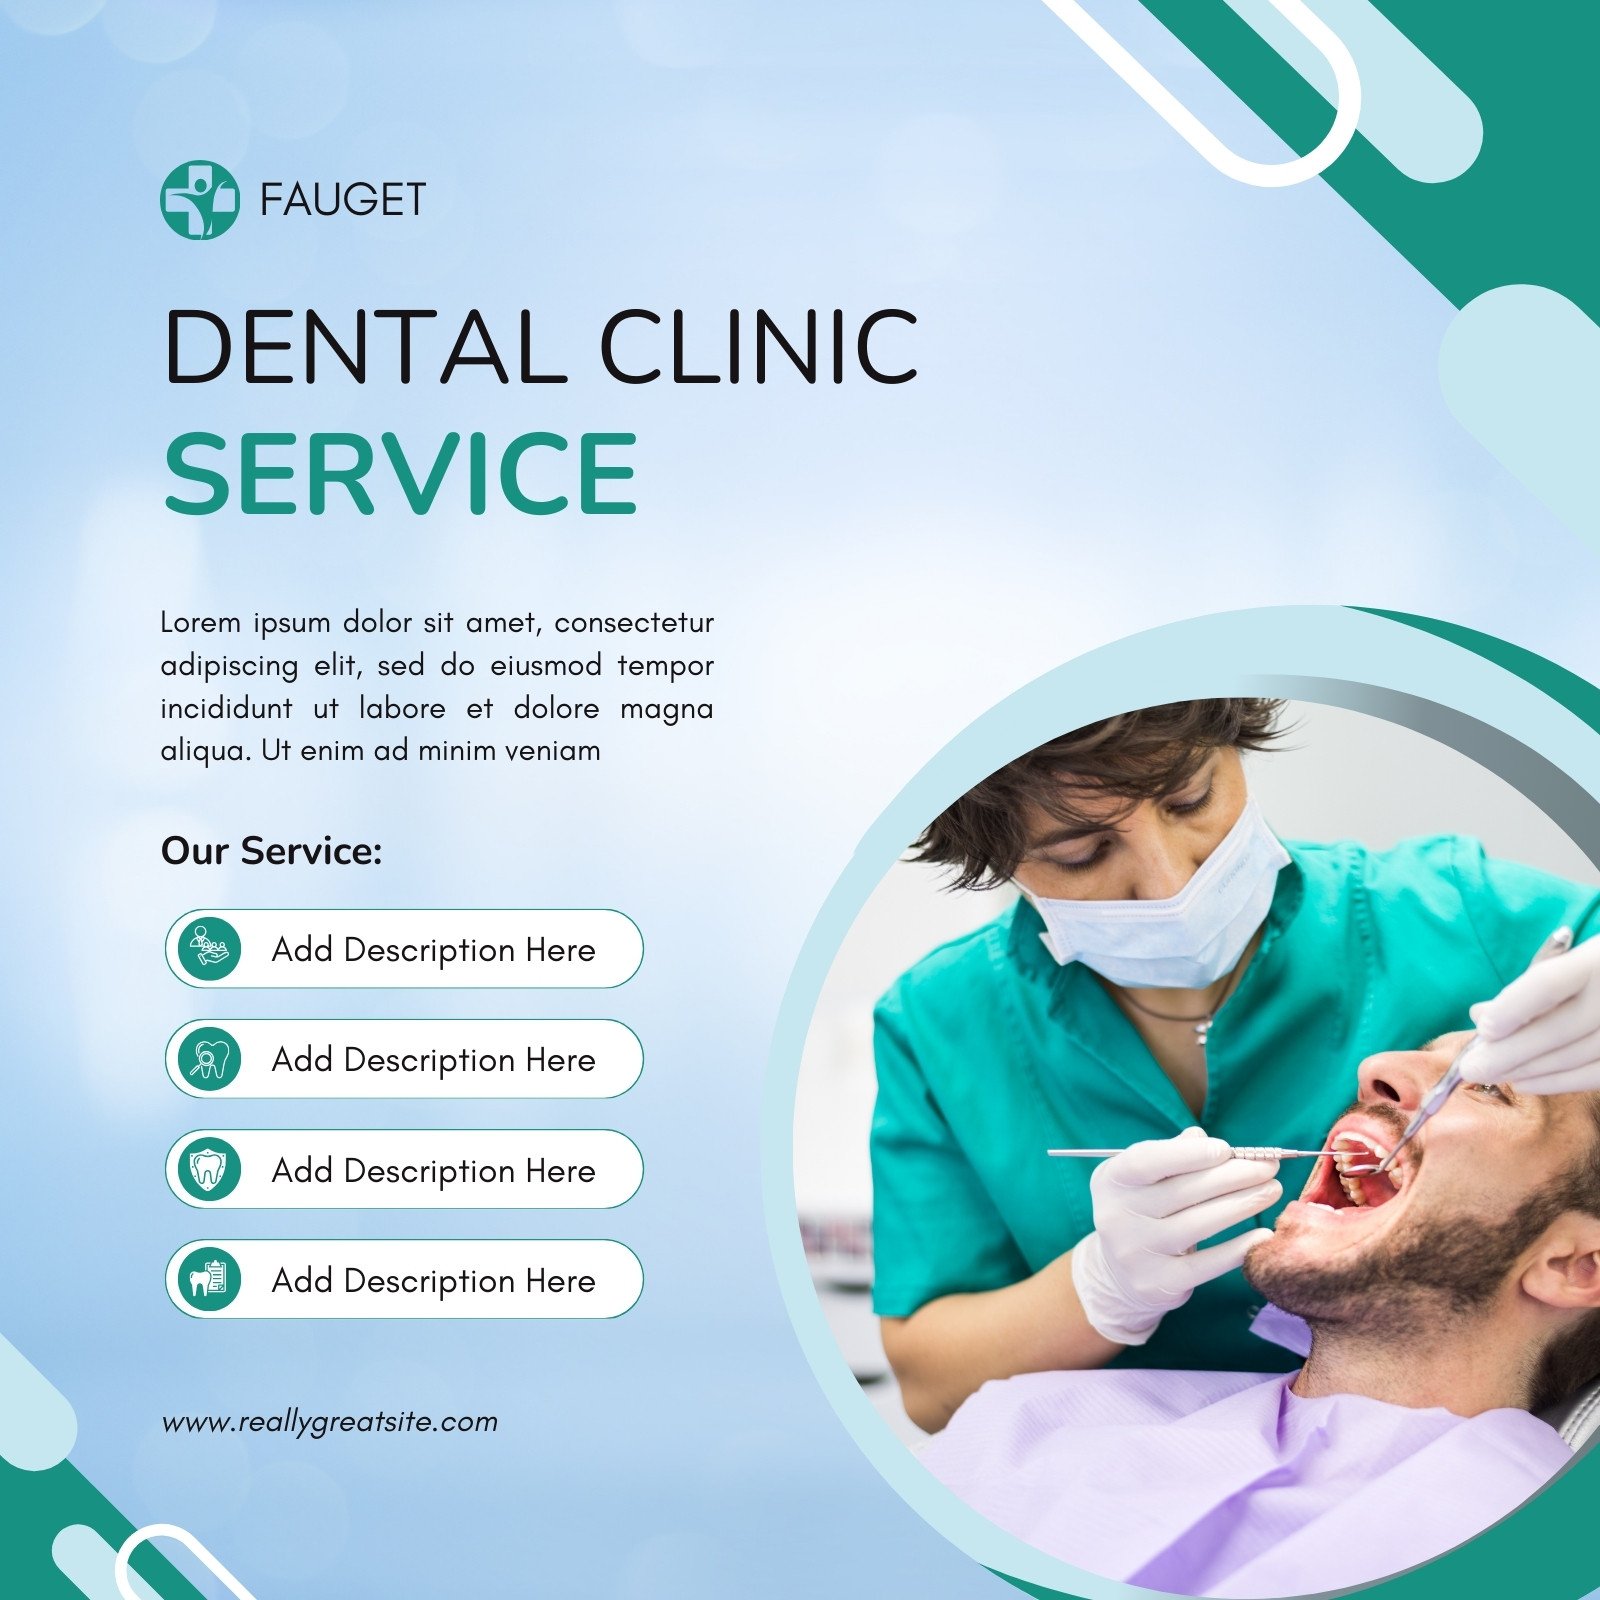 FAUGET
DENTAL CLINIC
SERVICE
Lorem ipsum dolor sit amet, consectetur
adipiscing elit, sed do eiusmod tempor
incididunt ut labore et dolore magna
aliqua. Ut enim ad minim veniam
Our Service:
Add Description Here
Add Description Here
Add Description Here
Add Description Here
www.reallygreatsite.com